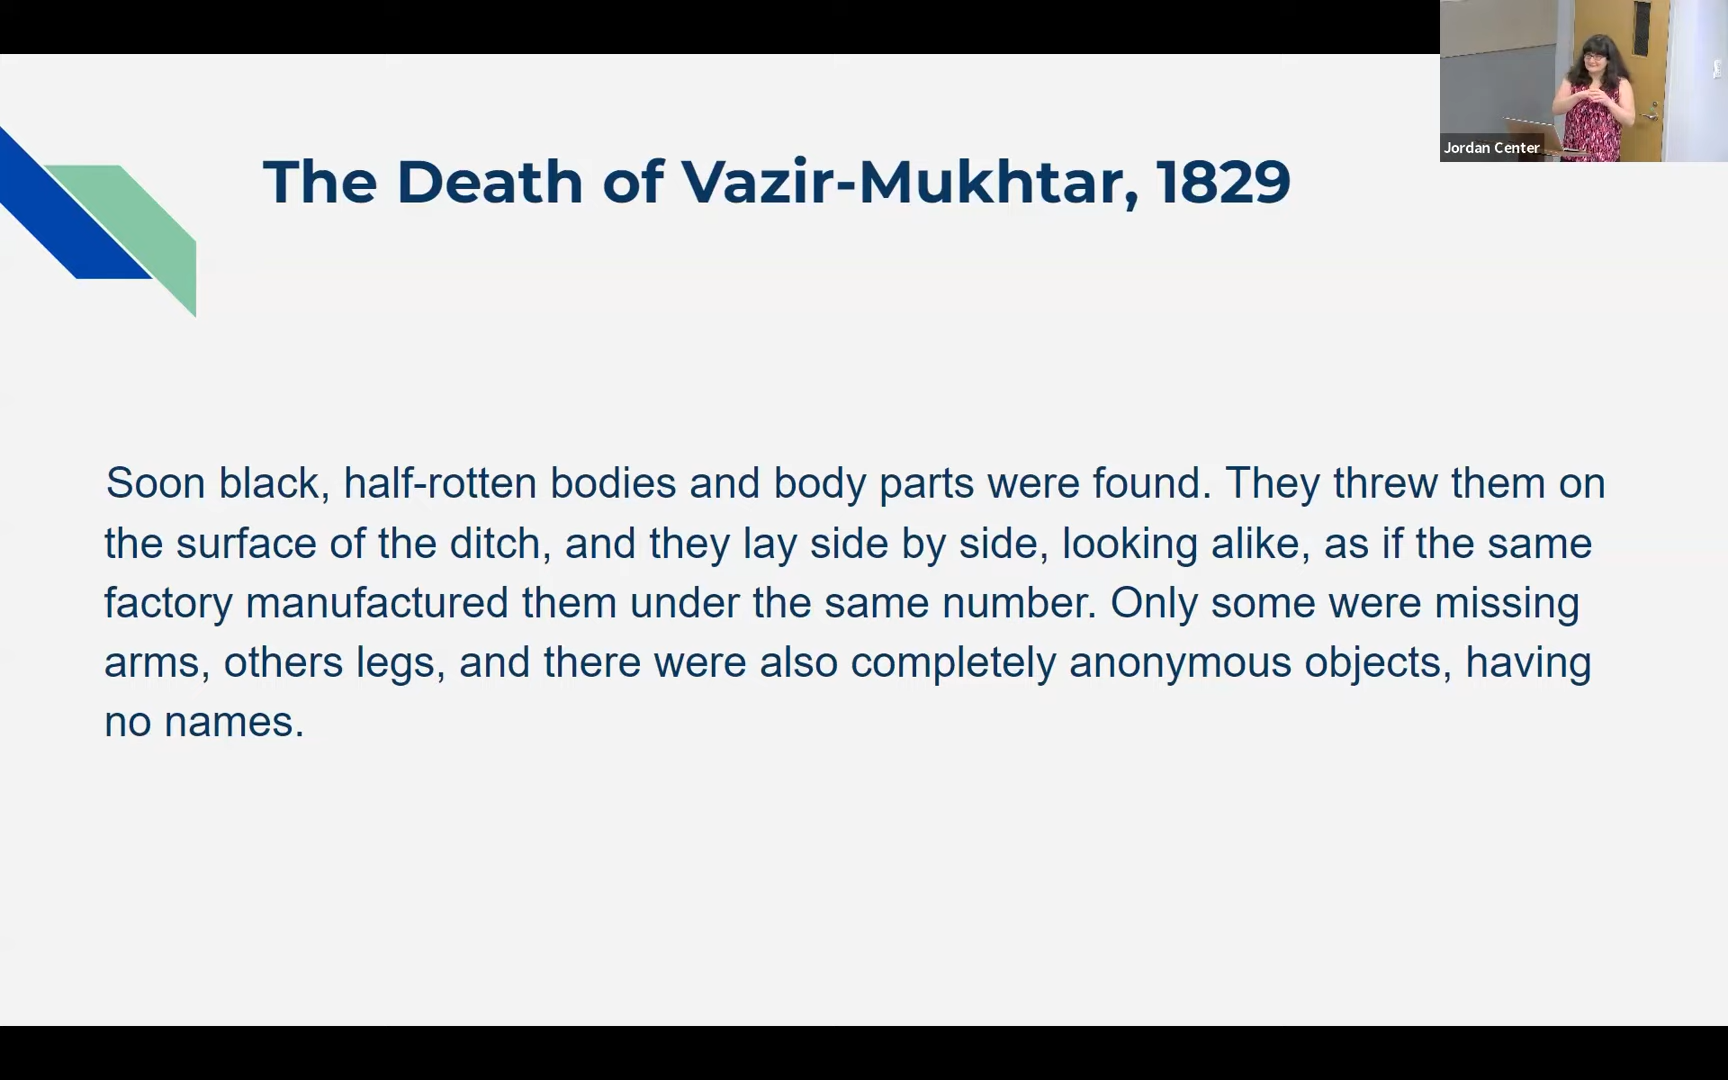 Jordan Center
The Death of Vazir-Mukhtar, 1829
Soon black, half-rotten bodies and body parts were found. They threw them on
the surface of the ditch, and they lay side by side, looking alike, as if the same
factory manufactured them under the same number. Only some were missing
arms, others legs, and there were also completely anonymous objects, having
no names.